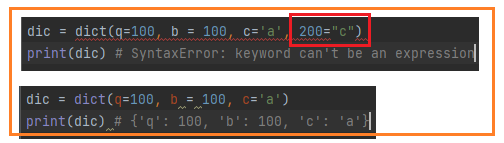 dic = dict(q=100, b = 100, c='a', 200="c")
print(dic) # SyntaxError: keyword can't be an expression
dic = dict(q=100, b = 100, c='a')
print(dic) # {'q': 100, 'b': 100, 'c': 'a'}